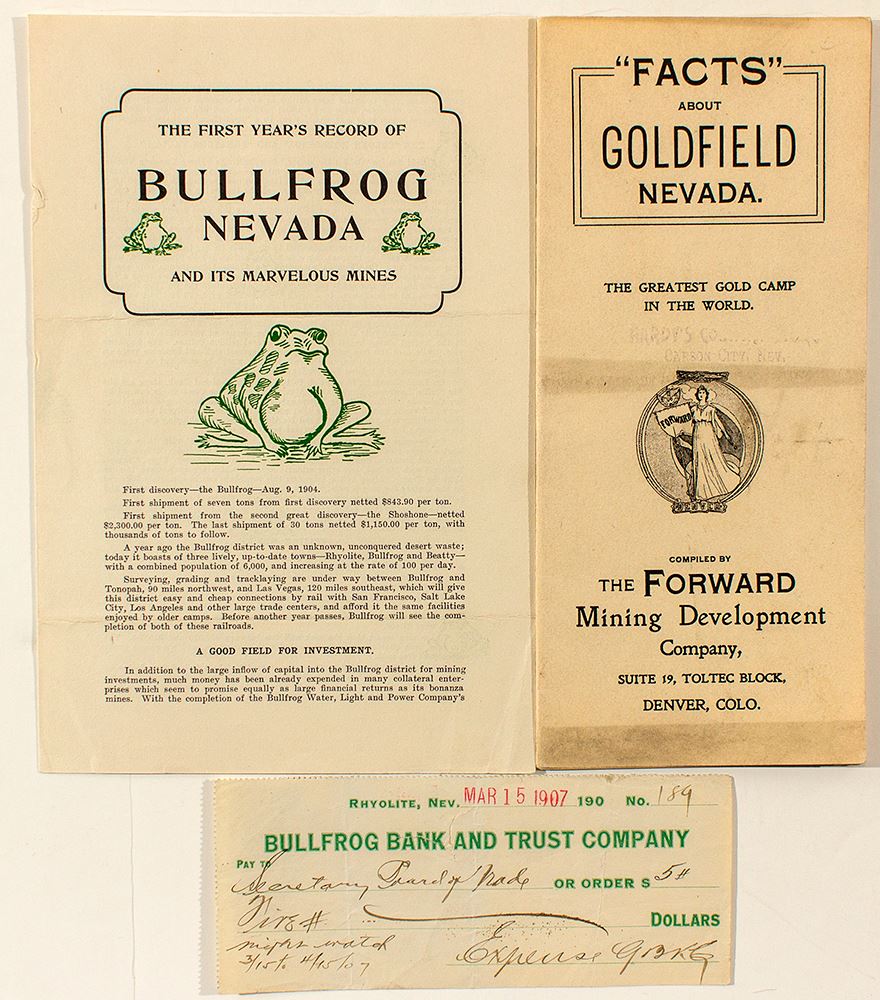 THE FIRST YEAR'S RECORD OF
BULLFROG
NEVADA
AND ITS MARVELOUS MINES
First discovery—the Bullfrog—Aug. 9, 1904.
First shipment of seven tons from first discovery netted $843.90 per ton.
First shipment from the second great discovery—the Shoshone—netted
$2,300.00 per ton. The last shipment of 30 tons netted $1,150.00 per ton, with
thousands of tons to follow.
A year ago the Bullfrog district was an unknown, unconquered desert waste;
today it boasts of three lively, up-to-date towns—Rhyolite, Bullfrog and Beatty—
with a combined population of 6,000, and increasing at the rate of 100 per day.
Surveying, grading and tracklaying are under way between Bullfrog and
Tonopah, 90 miles northwest, and Las Vegas, 120 miles southeast, which will give
this district easy and cheap connections by rail with San Francisco, Salt Lake
City, Los Angeles and other large trade centers, and afford it the same facilities
enjoyed by older camps. Before another year passes, Bullfrog will see the com-
pletion of both of these railroads.
A GOOD FIELD FOR INVESTMENT.
In addition to the large inflow of capital into the Bullfrog district for mining
investments, much money has been already expended in many collateral enter-
prises which seem to promise equally as large financial returns as its bonanza
mines. With the completion of the Bullfrog Water, Light and Power Company's
"FACTS"
ABOUT
GOLDFIELD
NEVADA.
THE GREATEST GOLD CAMP
IN THE WORLD.
CARSON CITY, NEV.
FORWARD
DENVER
COMPILED BY
THE FORWARD
Mining Development
Company,
SUITE 19, TOLTEC BLOCK,
DENVER, COLO.
RHYOLITE, NEV. MAR 15 1907 190 No. 189
BULLFROG BANK AND TRUST COMPANY
PAY TO
Secretary Board of Trade OR ORDER $ 5#
Five # DOLLARS
night watch
3/15 to 4/15/07
Expense